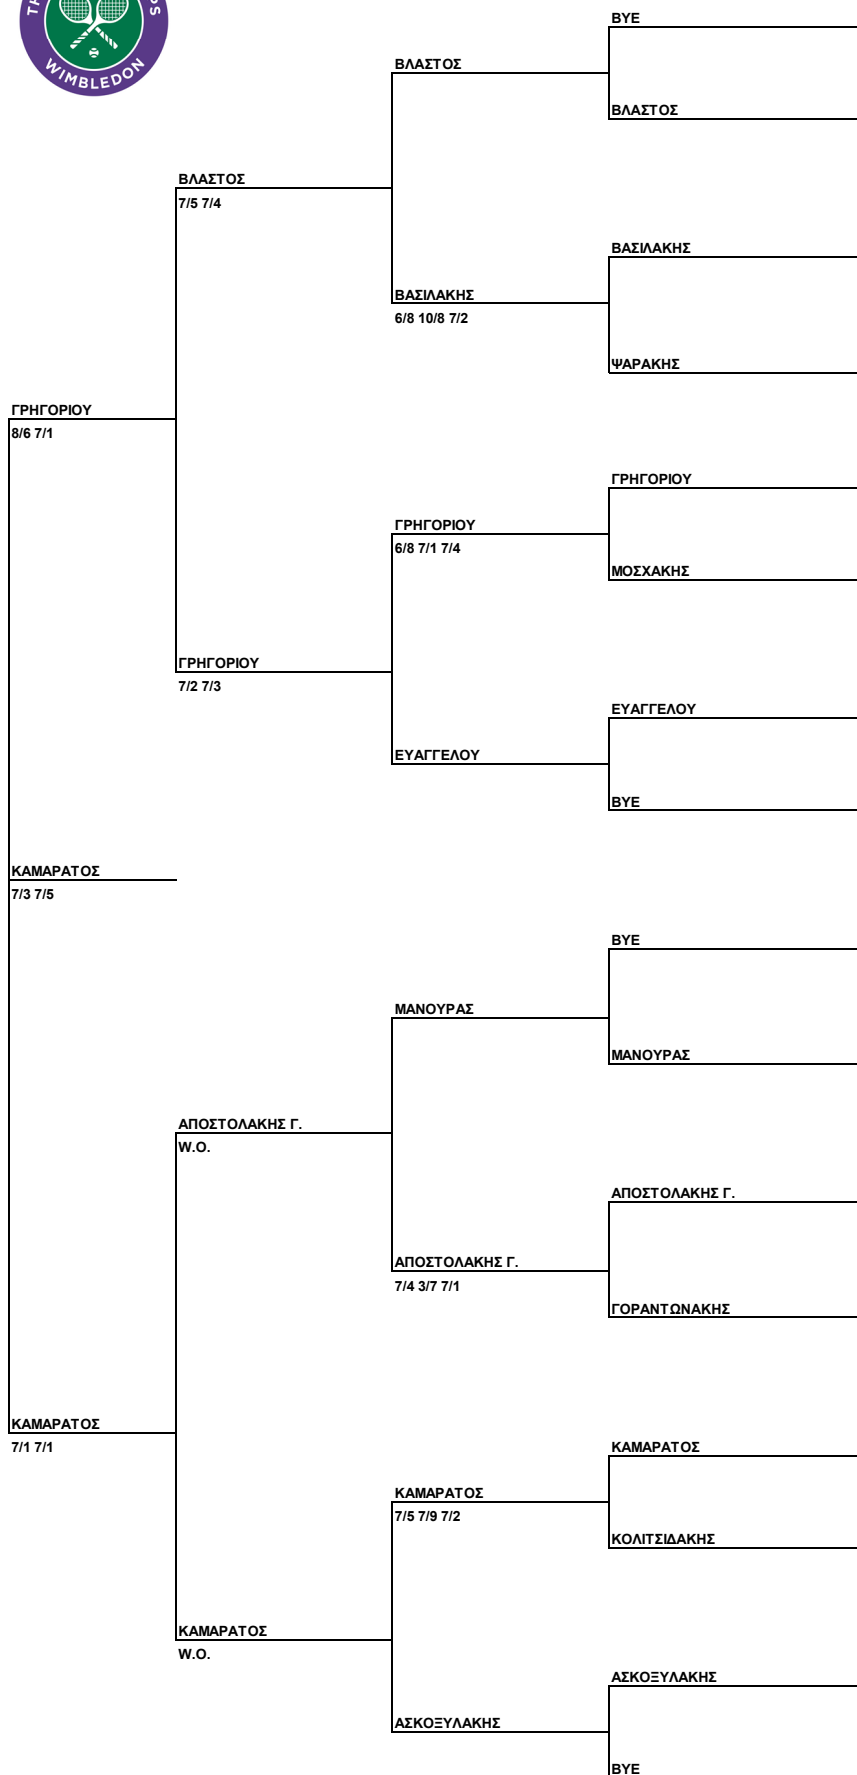 TH
PS
WIMBLEDON
BYE
ΒΛΑΣΤΟΣ
ΒΛΑΣΤΟΣ
ΒΛΑΣΤΟΣ
7/5 7/4
ΒΑΣΙΛΑΚΗΣ
ΒΑΣΙΛΑΚΗΣ
6/8 10/8 7/2
ΨΑΡΑΚΗΣ
ΓΡΗΓΟΡΙΟΥ
8/6 7/1
ΓΡΗΓΟΡΙΟΥ
ΓΡΗΓΟΡΙΟΥ
6/8 7/1 7/4
ΜΟΣΧΑΚΗΣ
ΓΡΗΓΟΡΙΟΥ
7/2 7/3
ΕΥΑΓΓΕΛΟΥ
ΕΥΑΓΓΕΛΟΥ
BYE
ΚΑΜΑΡΑΤΟΣ
7/3 7/5
BYE
ΜΑΝΟΥΡΑΣ
ΜΑΝΟΥΡΑΣ
ΑΠΟΣΤΟΛΑΚΗΣ Γ.
W.O.
ΑΠΟΣΤΟΛΑΚΗΣ Γ.
ΑΠΟΣΤΟΛΑΚΗΣ Γ.
7/4 3/7 7/1
ΓΟΡΑΝΤΩΝΑΚΗΣ
ΚΑΜΑΡΑΤΟΣ
7/1 7/1
ΚΑΜΑΡΑΤΟΣ
ΚΑΜΑΡΑΤΟΣ
7/5 7/9 7/2
ΚΟΛΙΤΣΙΔΑΚΗΣ
ΚΑΜΑΡΑΤΟΣ
W.O.
ΑΣΚΟΞΥΛΑΚΗΣ
ΑΣΚΟΞΥΛΑΚΗΣ
BYE